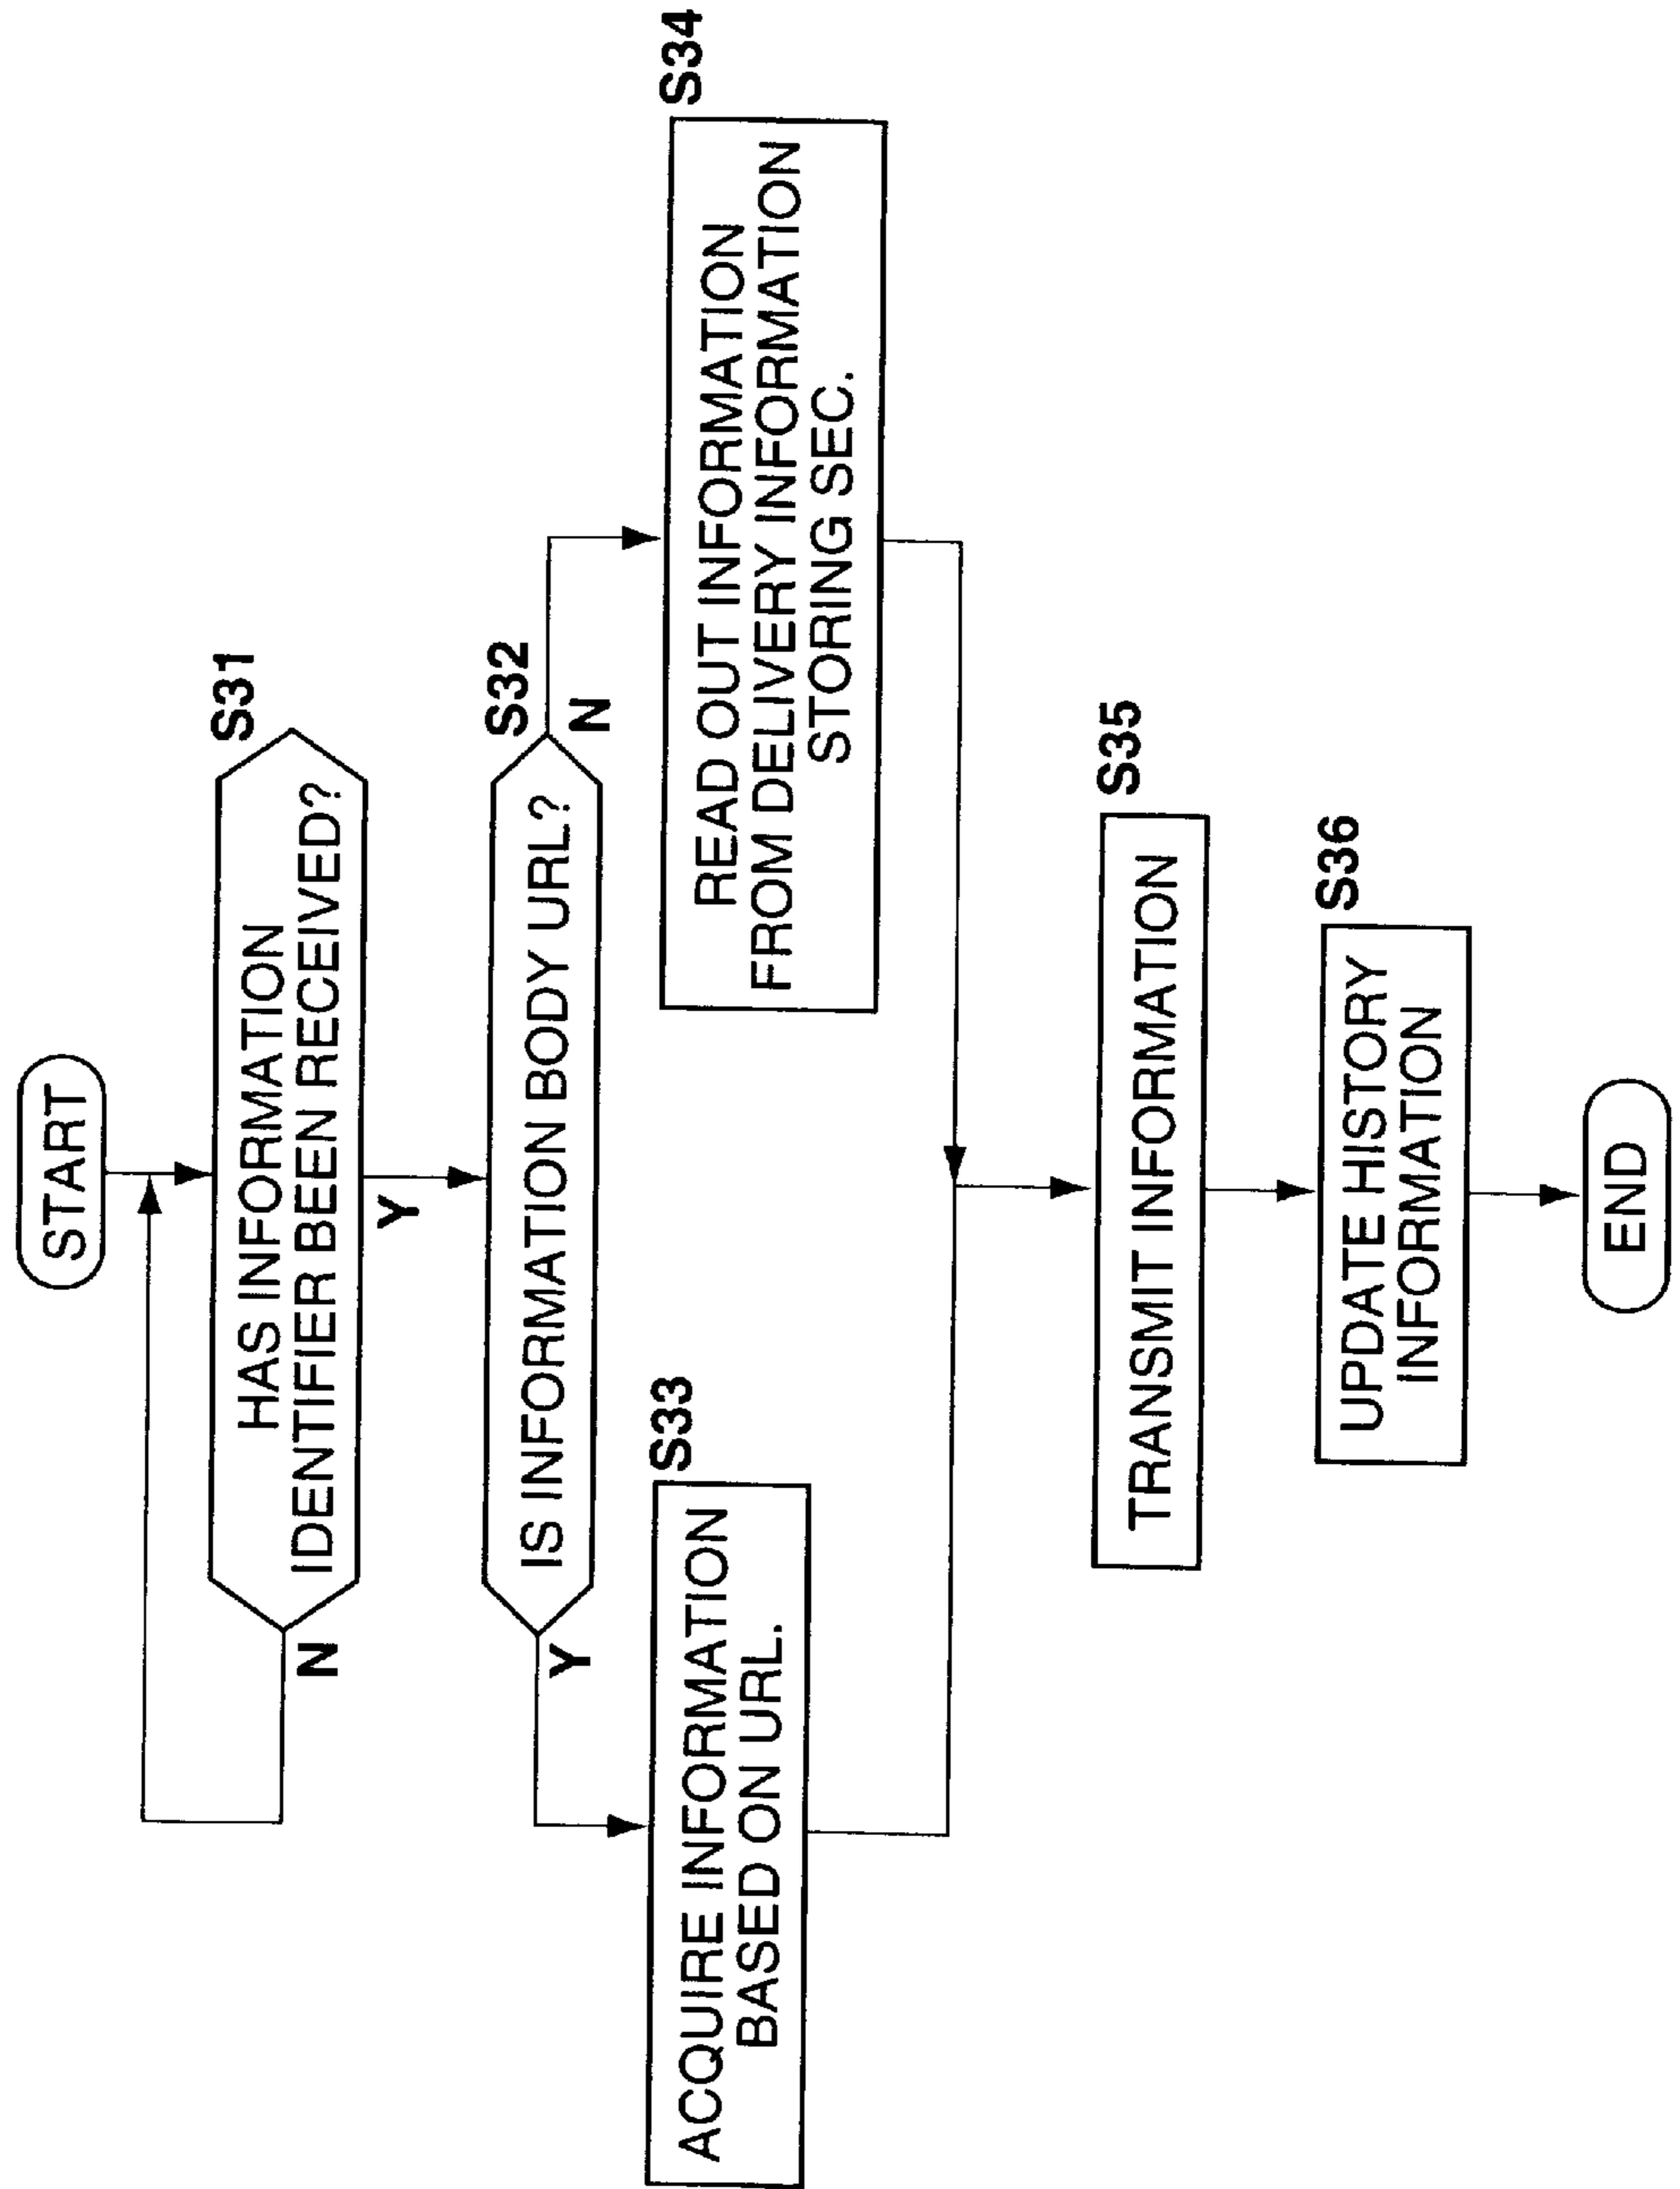 START
S31
HAS INFORMATION
IDENTIFIER BEEN RECEIVED?
N
Y
S32
IS INFORMATION BODY URL?
Y
N
S33
ACQUIRE INFORMATION
BASED ON URL.
S34
READ OUT INFORMATION
FROM DELIVERY INFORMATION
STORING SEC.
S35
TRANSMIT INFORMATION
S36
UPDATE HISTORY
INFORMATION
END